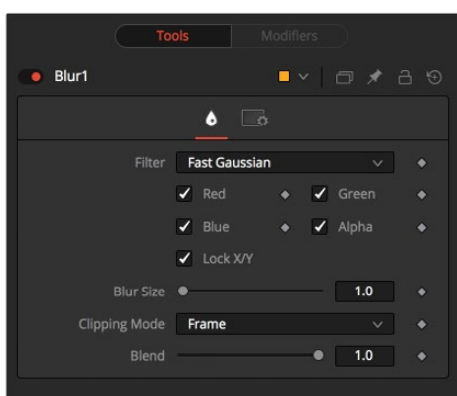 Tools Modifiers
Blur1
Filter Fast Gaussian
Red Green
Blue Alpha
Lock X/Y
Blur Size 1.0
Clipping Mode Frame
Blend 1.0